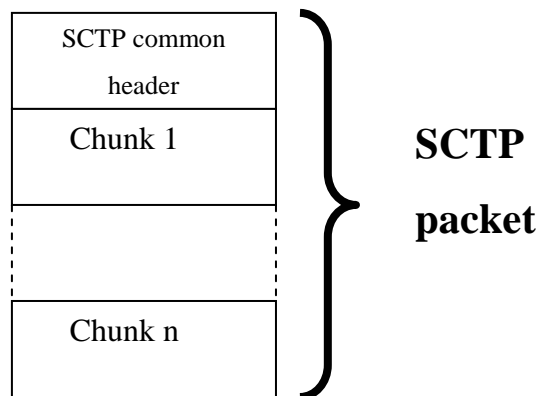 SCTP common
header
Chunk 1
Chunk n
SCTP
packet